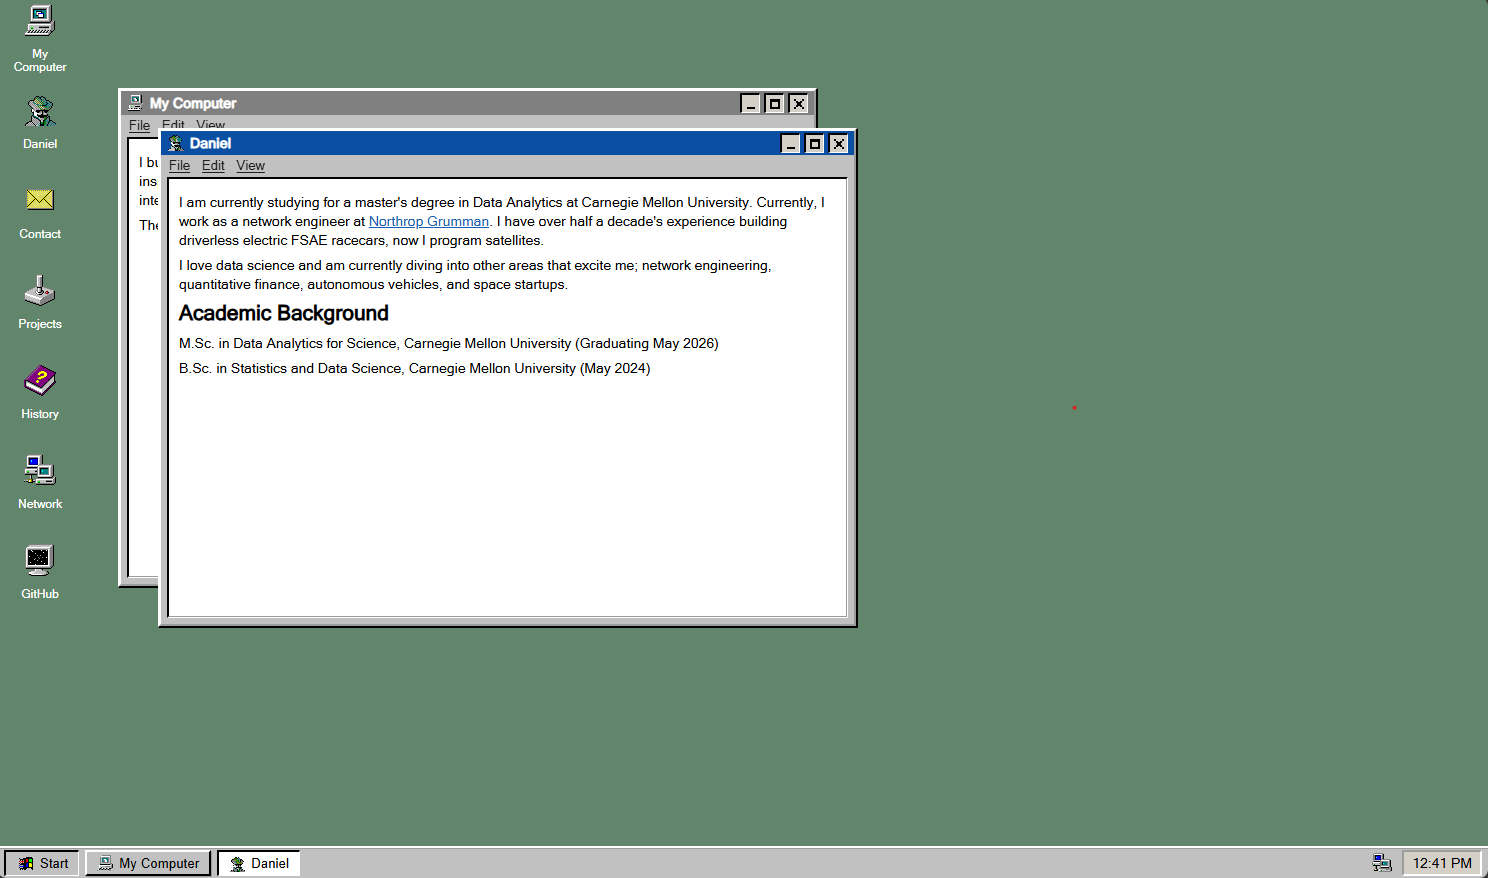 My
Computer
Daniel
Contact
Projects
History
Network
GitHub
My Computer
File Edit View
I bu
ins
inte
The
Daniel
File Edit View
I am currently studying for a master's degree in Data Analytics at Carnegie Mellon University. Currently, I
work as a network engineer at Northrop Grumman. I have over half a decade's experience building
driverless electric FSAE racecars, now I program satellites.
I love data science and am currently diving into other areas that excite me; network engineering,
quantitative finance, autonomous vehicles, and space startups.
Academic Background
M.Sc. in Data Analytics for Science, Carnegie Mellon University (Graduating May 2026)
B.Sc. in Statistics and Data Science, Carnegie Mellon University (May 2024)
Start My Computer Daniel 12:41 PM